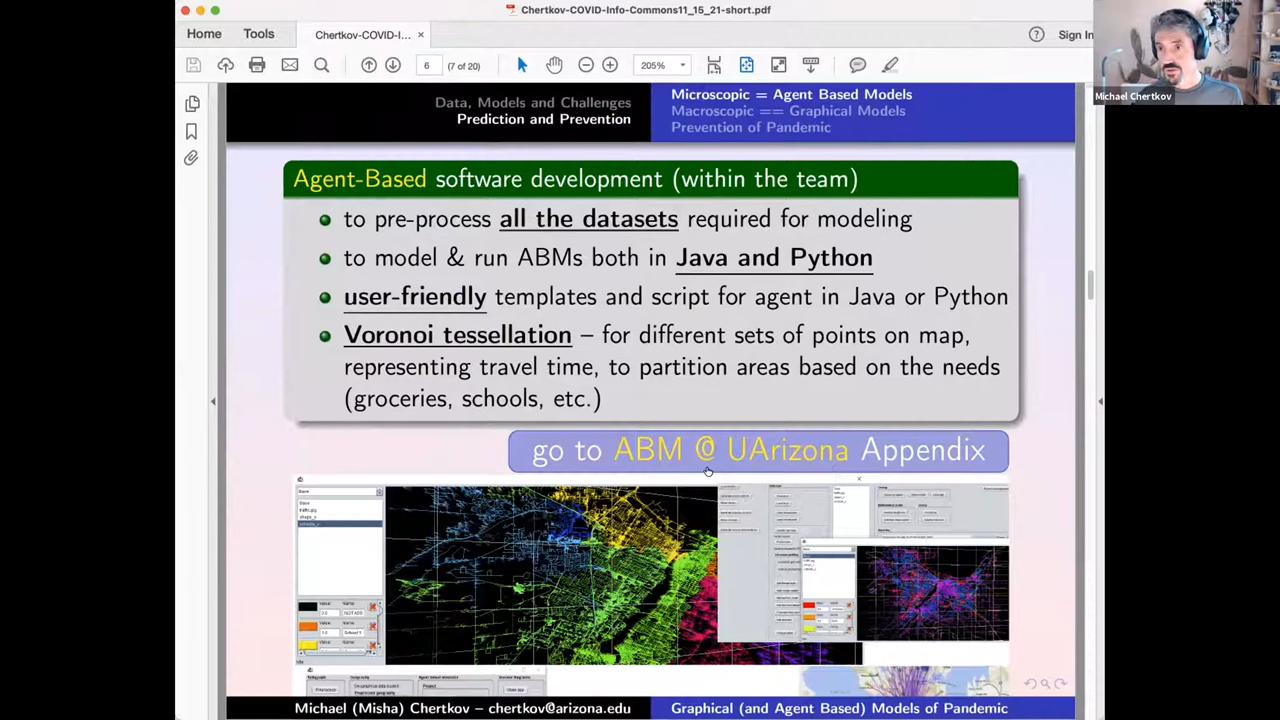 Chertkov-COVID-Info-Commons11_15_21-short.pdf
Home
Tools
Chertkov-COVID-I...
×
Sign In
6
(7 of 20)
205%
Michael Chertkov
Data, Models and Challenges
Prediction and Prevention
Microscopic = Agent Based Models
Macroscopic == Graphical Models
Prevention of Pandemic
Agent-Based software development (within the team)
to pre-process all the datasets required for modeling
to model & run ABMs both in Java and Python
user-friendly templates and script for agent in Java or Python
Voronoi tessellation – for different sets of points on map,
representing travel time, to partition areas based on the needs
(groceries, schools, etc.)
go to ABM @ UArizona Appendix
Michael (Misha) Chertkov – chertkov@arizona.edu
Graphical (and Agent Based) Models of Pandemic